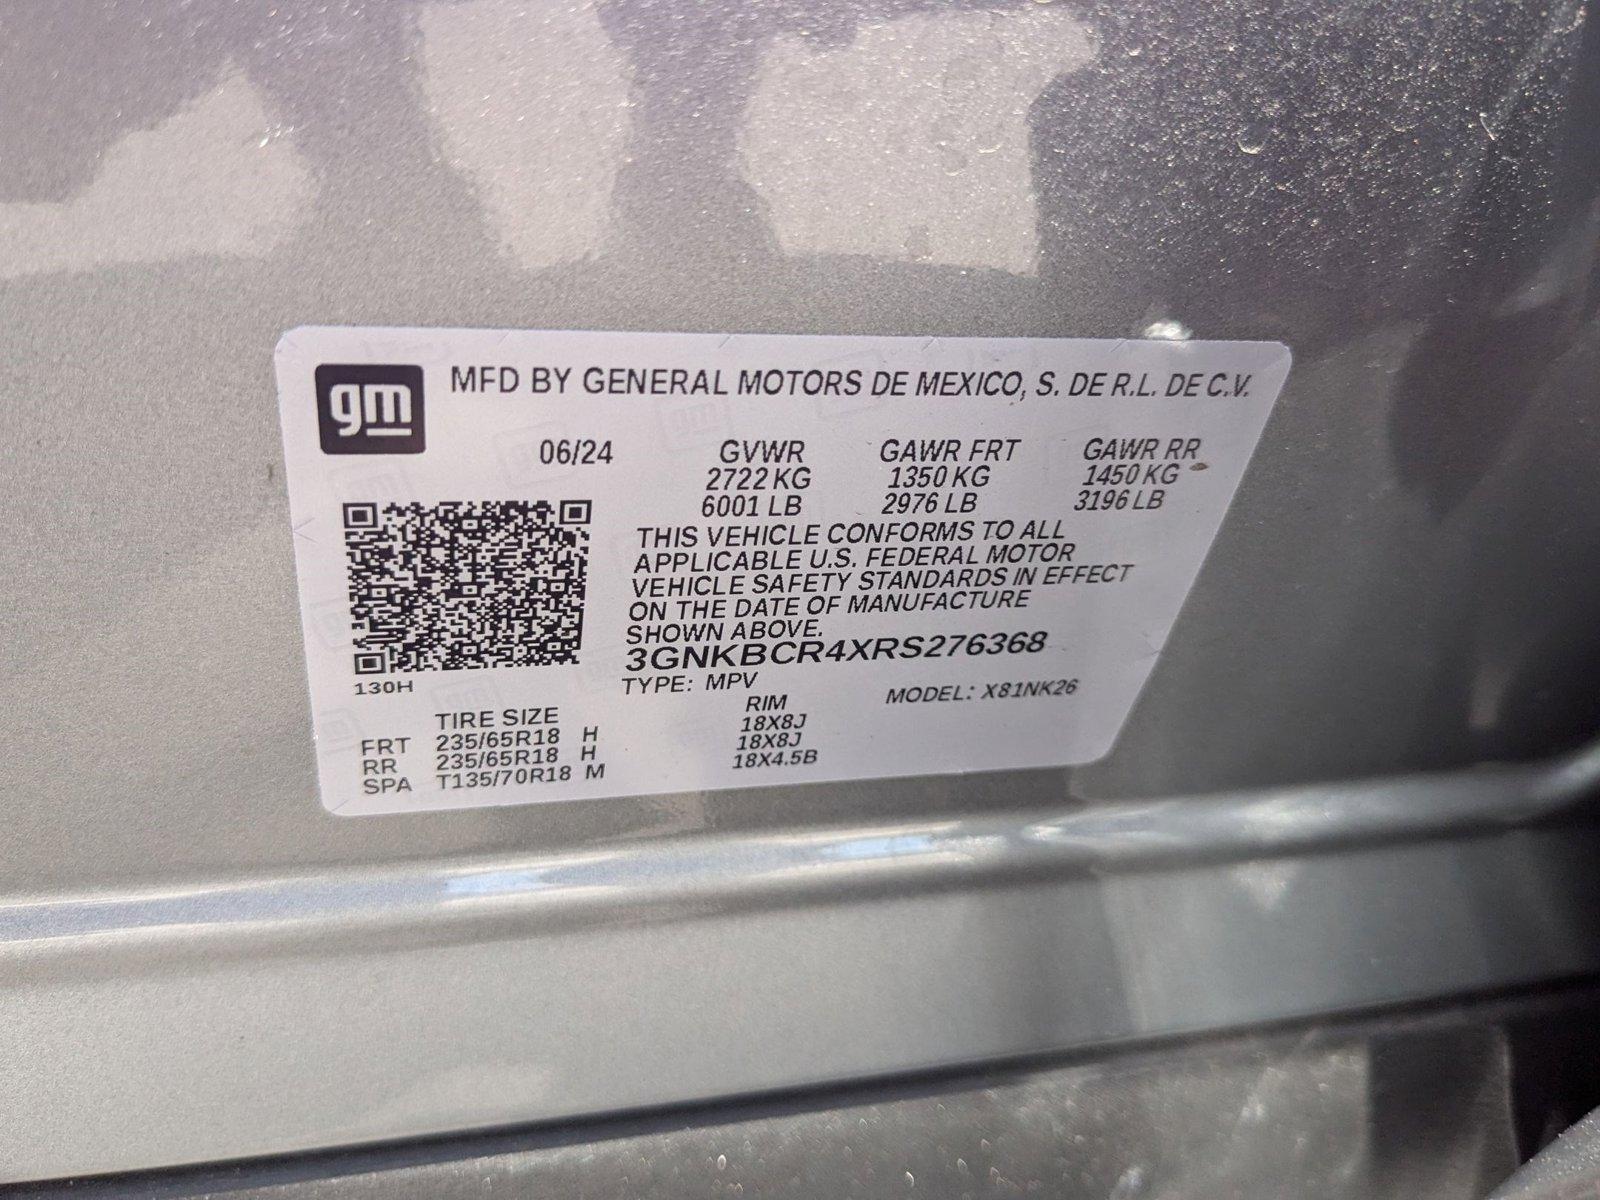 gm MFD BY GENERAL MOTORS DE MEXICO, S. DE R.L. DE C.V.
06/24 GVWR GAWR FRT GAWR RR
2722 KG 1350 KG 1450 KG
6001 LB 2976 LB 3196 LB
THIS VEHICLE CONFORMS TO ALL
APPLICABLE U.S. FEDERAL MOTOR
VEHICLE SAFETY STANDARDS IN EFFECT
ON THE DATE OF MANUFACTURE
SHOWN ABOVE.
3GNKBCR4XRS276368
130H TYPE: MPV MODEL: X81NK26
TIRE SIZE RIM
FRT 235/65R18 H 18X8J
RR 235/65R18 H 18X8J
SPA T135/70R18 M 18X4.5B